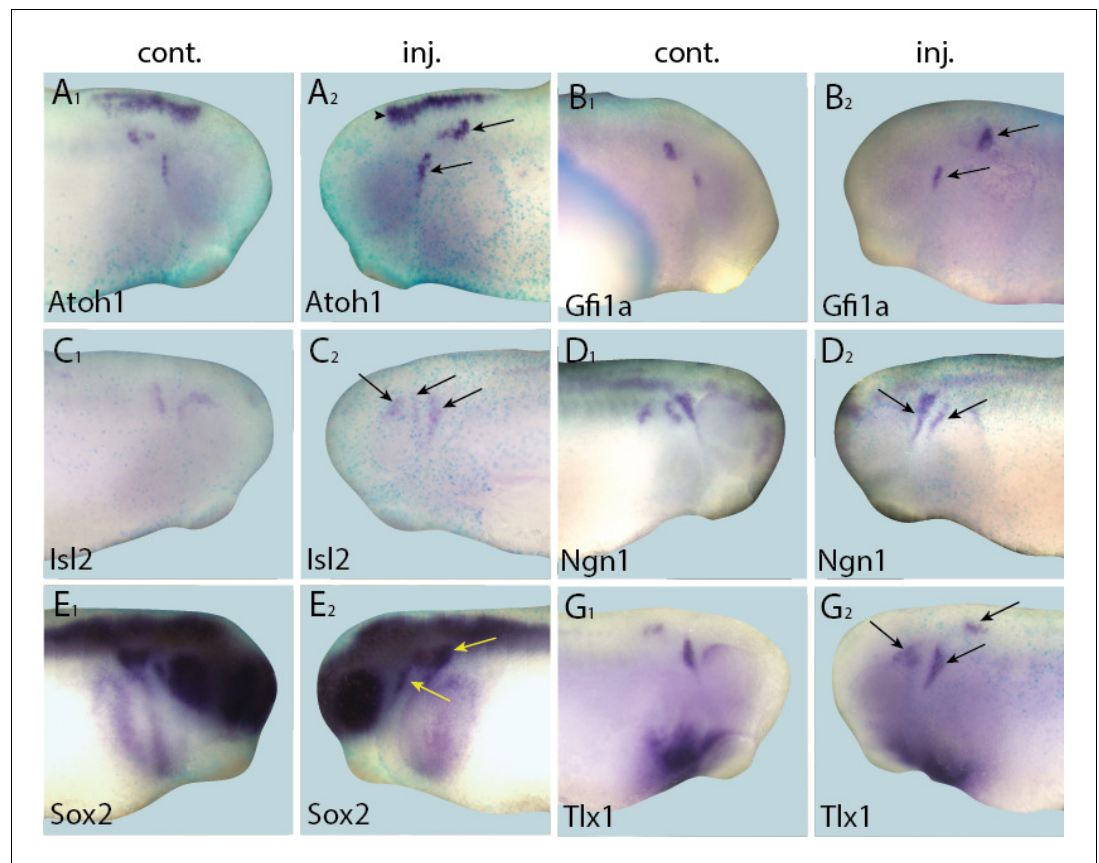 cont. inj. cont. inj.
A1 A2 B1 B2
Atoh1 Atoh1 Gfi1a Gfi1a
C1 C2 D1 D2
Isl2 Isl2 Ngn1 Ngn1
E1 E2 G1 G2
Sox2 Sox2 Tlx1 Tlx1